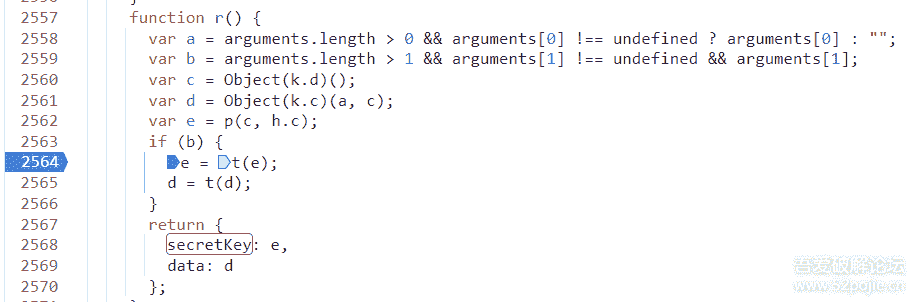 2557 function r() {
2558 var a = arguments.length > 0 && arguments[0] !== undefined ? arguments[0] : "";
2559 var b = arguments.length > 1 && arguments[1] !== undefined && arguments[1];
2560 var c = Object(k.d)();
2561 var d = Object(k.c)(a, c);
2562 var e = p(c, h.c);
2563 if (b) {
2564 e = t(e);
2565 d = t(d);
2566 }
2567 return {
2568 secretKey: e,
2569 data: d
2570 };
吾爱破解论坛
www.52pojie.cn